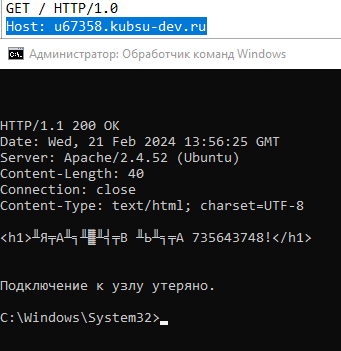 GET / HTTP/1.0
Host: u67358.kubsu-dev.ru
Администратор: Обработчик команд Windows
HTTP/1.1 200 OK
Date: Wed, 21 Feb 2024 13:56:25 GMT
Server: Apache/2.4.52 (Ubuntu)
Content-Length: 40
Connection: close
Content-Type: text/html; charset=UTF-8
<h1>╨Я╤А╨╕╨▓╨╡╤В ╨Ь╨╕╤А 735643748!</h1>
Подключение к узлу утеряно.
C:\Windows\System32>